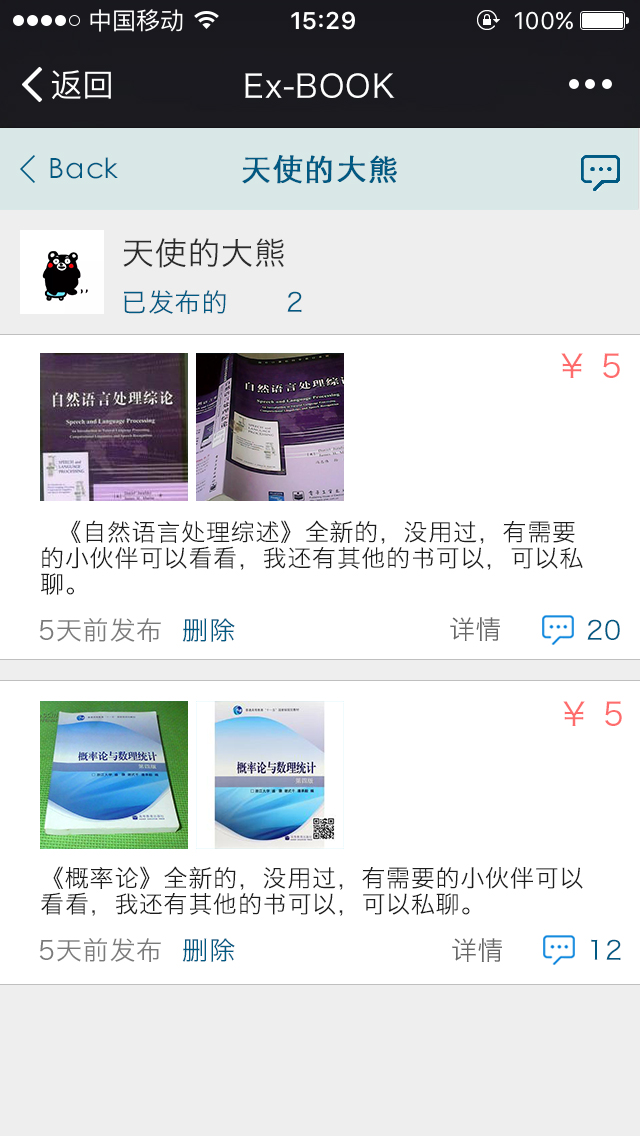 中国移动 15:29 100%
返回 Ex-BOOK
Back 天使的大熊
天使的大熊
已发布的 2
自然语言处理综论
Speech and Language Processing
An Introduction to Natural Language Processing,
Computational Linguistics, and Speech Recognition
SPEECH and
LANGUAGE
PROCESSING
自然语言处理综论
Speech and Language Processing
¥ 5
《自然语言处理综述》全新的，没用过，有需要
的小伙伴可以看看，我还有其他的书可以，可以私
聊。
5天前发布 删除 详情 20
概率论与数理统计
第四版
概率论与数理统计
第四版
¥ 5
《概率论》全新的，没用过，有需要的小伙伴可以
看看，我还有其他的书可以，可以私聊。
5天前发布 删除 详情 12